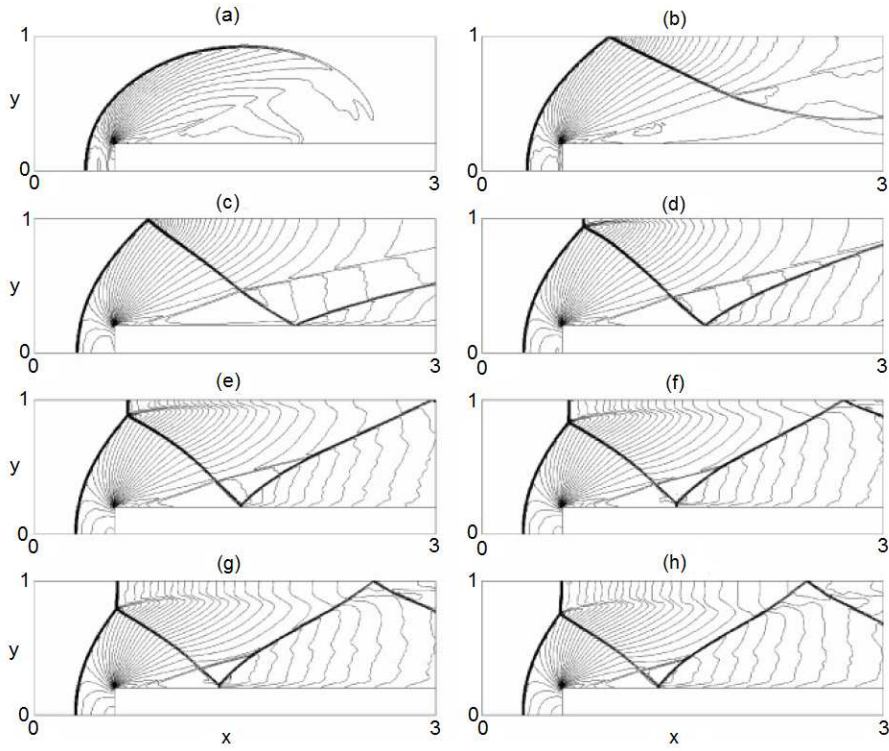 (a) (b)
1 1
y
0 0
0 3 0 3
(c) (d)
1 1
y
0 0
0 3 0 3
(e) (f)
1 1
y
0 0
0 3 0 3
(g) (h)
1 1
y
0 0
0 x 3 0 x 3